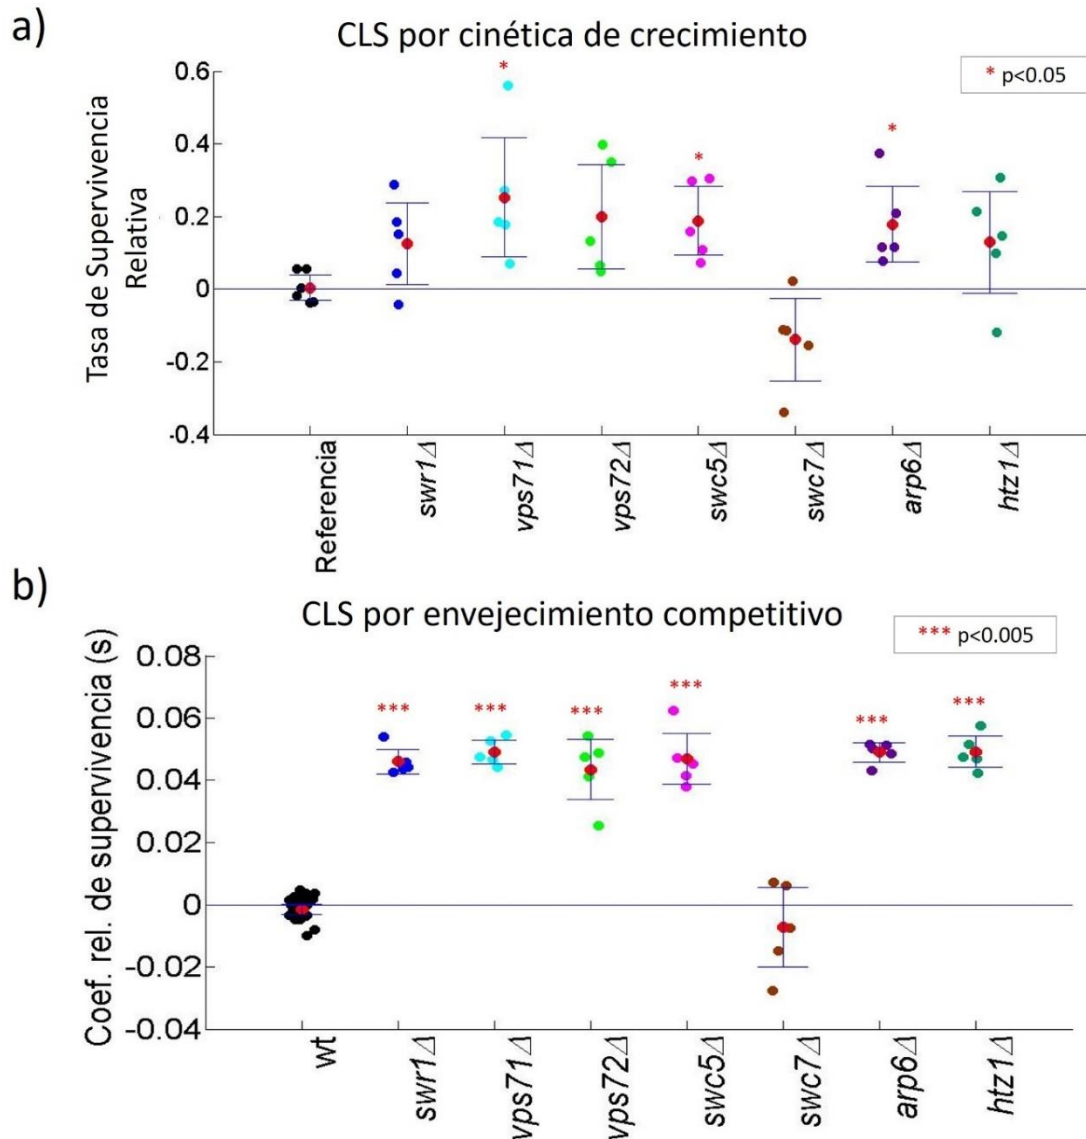 a)
CLS por cinética de crecimiento
* p<0.05
Tasa de Supervivencia
Relativa
0.6
0.4
0.2
0
-0.2
-0.4
*
*
*
Referencia
swr1Δ
vps71Δ
vps72Δ
swc5Δ
swc7Δ
arp6Δ
htz1Δ
b)
CLS por envejecimiento competitivo
*** p<0.005
Coef. rel. de supervivencia (s)
0.08
0.06
0.04
0.02
0
-0.02
-0.04
***
***
***
***
***
***
wt
swr1Δ
vps71Δ
vps72Δ
swc5Δ
swc7Δ
arp6Δ
htz1Δ